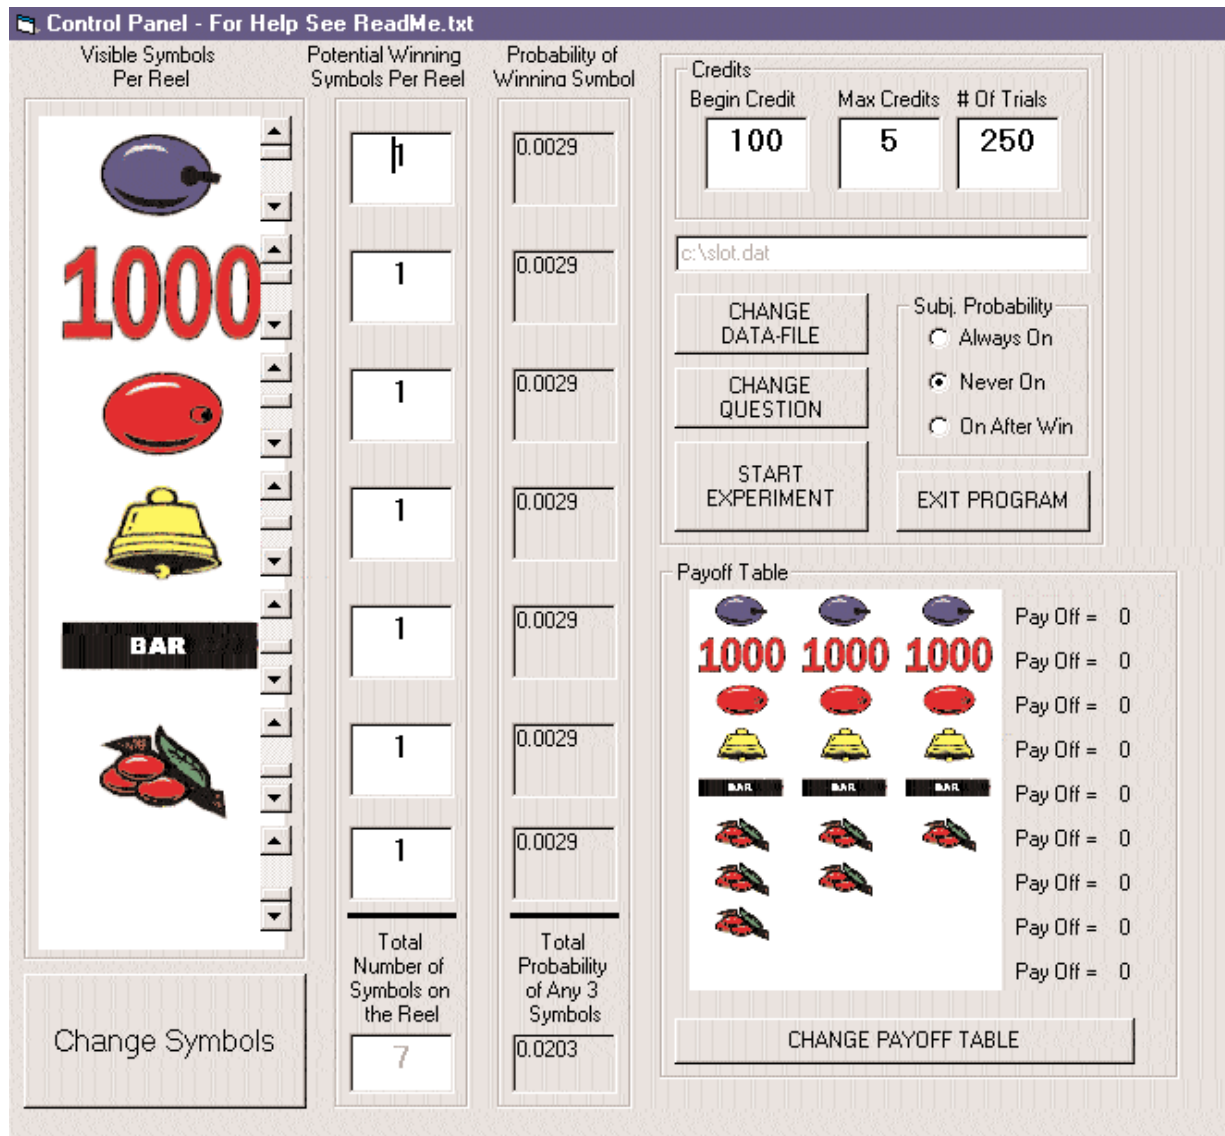 Control Panel - For Help See ReadMe.txt
Visible Symbols
Per Reel
Potential Winning
Symbols Per Reel
Probability of
Winning Symbol
1000
BAR
1
1
1
1
1
1
1
0.0029
0.0029
0.0029
0.0029
0.0029
0.0029
0.0029
Change Symbols
Total
Number of
Symbols on
the Reel
7
Total
Probability
of Any 3
Symbols
0.0203
Credits
Begin Credit Max Credits # Of Trials
100 5 250
c:\slot.dat
CHANGE
DATA-FILE
CHANGE
QUESTION
START
EXPERIMENT
Subj. Probability
Always On
Never On
On After Win
EXIT PROGRAM
Payoff Table
Pay Off = 0
1000 1000 1000 Pay Off = 0
Pay Off = 0
Pay Off = 0
BAR BAR BAR Pay Off = 0
Pay Off = 0
Pay Off = 0
Pay Off = 0
Pay Off = 0
CHANGE PAYOFF TABLE